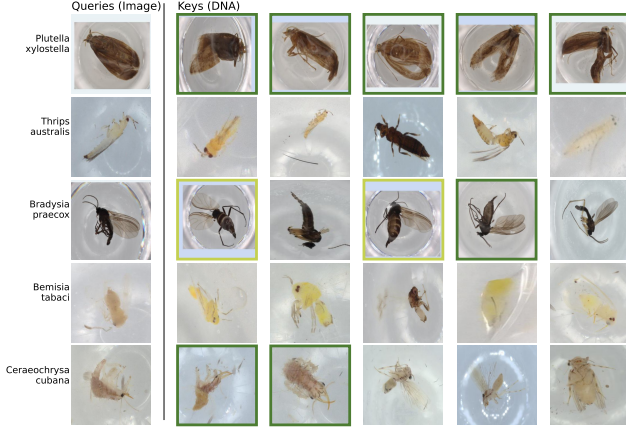 Queries (Image)
Keys (DNA)
Plutella
xylostella
Thrips
australis
Bradysia
praecox
Bemisia
tabaci
Ceraeochrysa
cubana